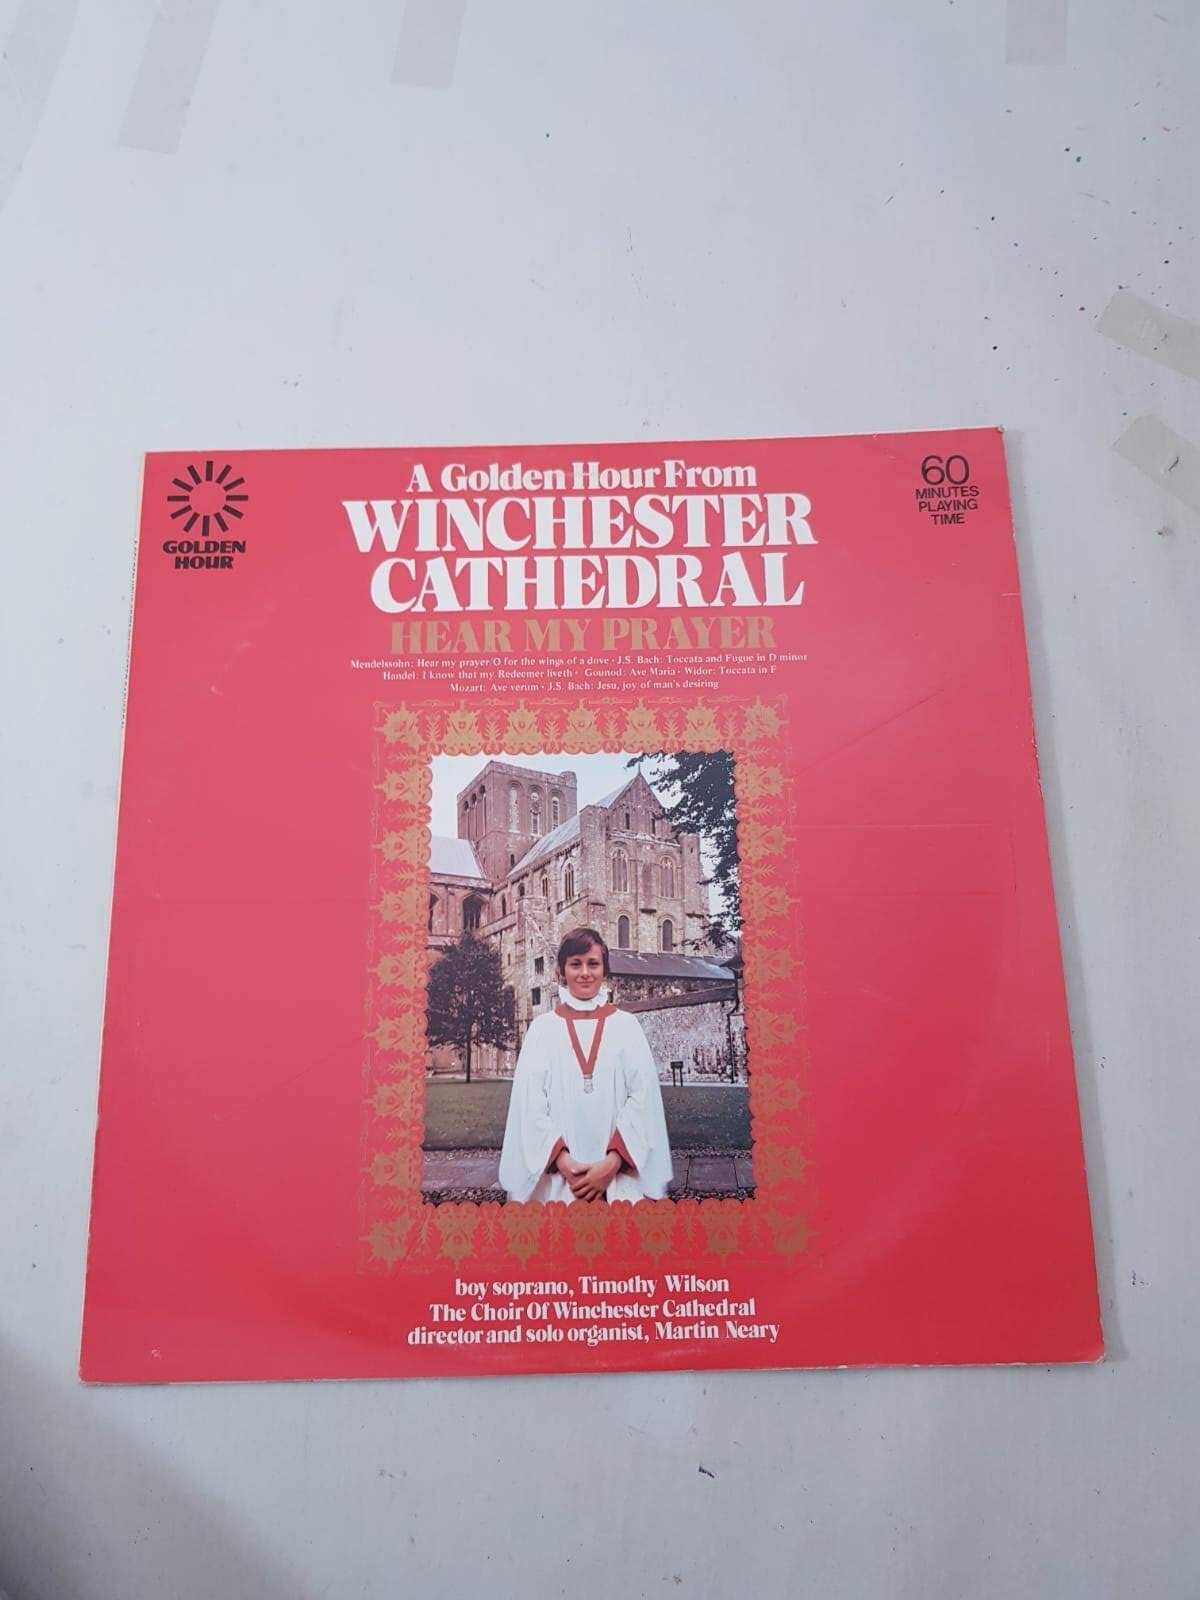 GOLDEN
HOUR
A Golden Hour From
WINCHESTER
CATHEDRAL
HEAR MY PRAYER
60
MINUTES
PLAYING
TIME
Mendelssohn: Hear my prayer/O for the wings of a dove • J.S. Bach: Toccata and Fugue in D minor
Handel: I know that my Redeemer liveth • Gounod: Ave Maria • Widor: Toccata in F
Mozart: Ave verum • J.S. Bach: Jesu, joy of man's desiring
boy soprano, Timothy Wilson
The Choir Of Winchester Cathedral
director and solo organist, Martin Neary